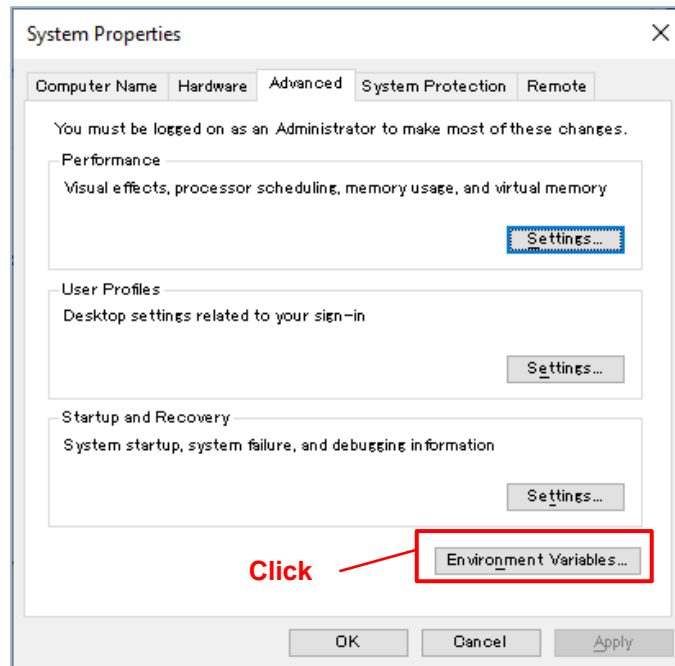 System Properties
Computer Name Hardware Advanced System Protection Remote
You must be logged on as an Administrator to make most of these changes.
Performance
Visual effects, processor scheduling, memory usage, and virtual memory
Settings...
User Profiles
Desktop settings related to your sign-in
Settings...
Startup and Recovery
System startup, system failure, and debugging information
Settings...
Environment Variables...
Click
OK Cancel Apply